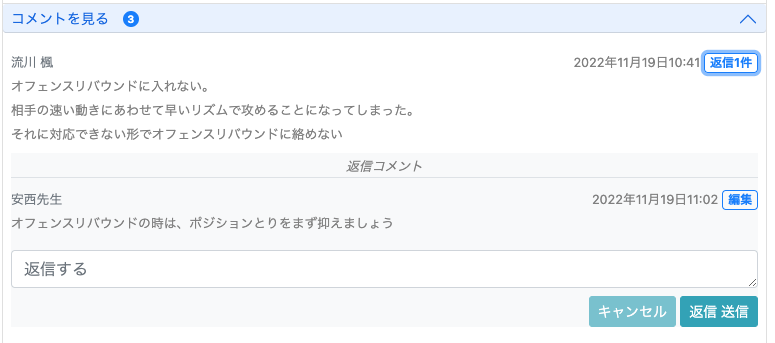 コメントを見る 3
流川 楓 2022年11月19日10:41 返信1件
オフェンスリバウンドに入れない。
相手の速い動きにあわせて早いリズムで攻めることになってしまった。
それに対応できない形でオフェンスリバウンドに絡めない
返信コメント
安西先生 2022年11月19日11:02 編集
オフェンスリバウンドの時は、ポジションとりをまず抑えましょう
返信する
キャンセル 返信 送信